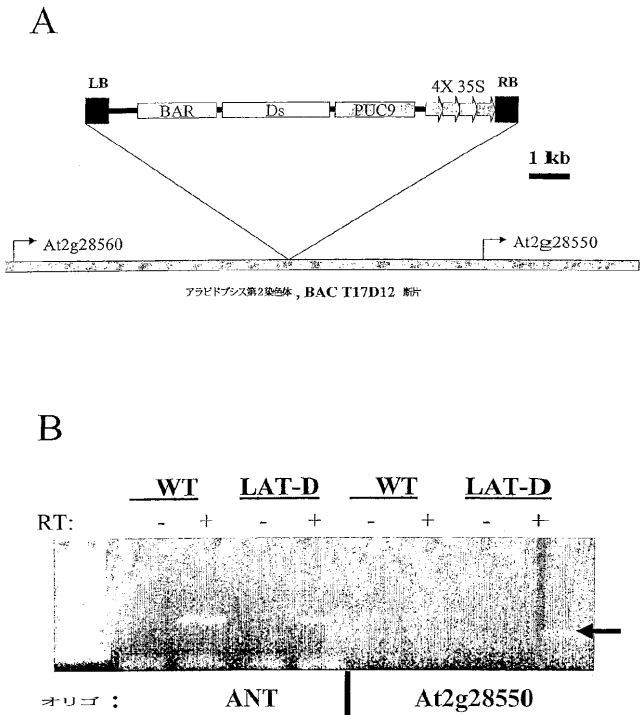 A
LB BAR Ds PUC9 4X 35S RB
1 kb
At2g28560 At2g28550
アラビドプシス第2染色体, BAC T17D12 断片
B
WT LAT-D WT LAT-D
RT: - + - + - + - +
オリゴ : ANT At2g28550